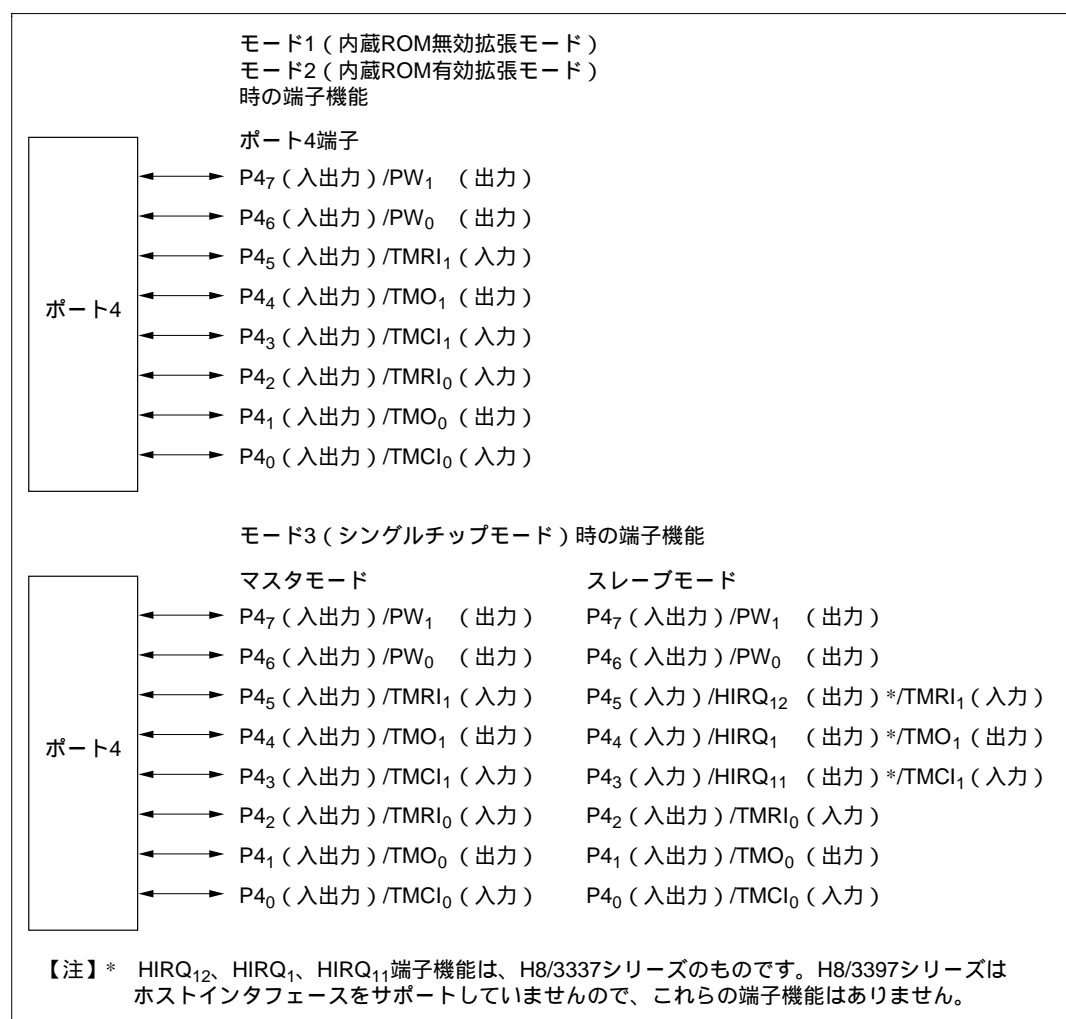 モード1（内蔵ROM無効拡張モード）
モード2（内蔵ROM有効拡張モード）
時の端子機能
ポート4端子
ポート4
P4₇（入出力）/PW₁　（出力）
P4₆（入出力）/PW₀　（出力）
P4₅（入出力）/TMRI₁（入力）
P4₄（入出力）/TMO₁（出力）
P4₃（入出力）/TMCI₁（入力）
P4₂（入出力）/TMRI₀（入力）
P4₁（入出力）/TMO₀（出力）
P4₀（入出力）/TMCI₀（入力）
モード3（シングルチップモード）時の端子機能
ポート4
マスタモード　スレーブモード
P4₇（入出力）/PW₁　（出力）　P4₇（入出力）/PW₁　（出力）
P4₆（入出力）/PW₀　（出力）　P4₆（入出力）/PW₀　（出力）
P4₅（入出力）/TMRI₁（入力）　P4₅（入力）/HIRQ₁₂　（出力）*/TMRI₁（入力）
P4₄（入出力）/TMO₁（出力）　P4₄（入力）/HIRQ₁　（出力）*/TMO₁（出力）
P4₃（入出力）/TMCI₁（入力）　P4₃（入力）/HIRQ₁₁　（出力）*/TMCI₁（入力）
P4₂（入出力）/TMRI₀（入力）　P4₂（入出力）/TMRI₀（入力）
P4₁（入出力）/TMO₀（出力）　P4₁（入出力）/TMO₀（出力）
P4₀（入出力）/TMCI₀（入力）　P4₀（入出力）/TMCI₀（入力）
【注】*　HIRQ₁₂、HIRQ₁、HIRQ₁₁端子機能は、H8/3337シリーズのものです。H8/3397シリーズは
ホストインタフェースをサポートしていませんので、これらの端子機能はありません。